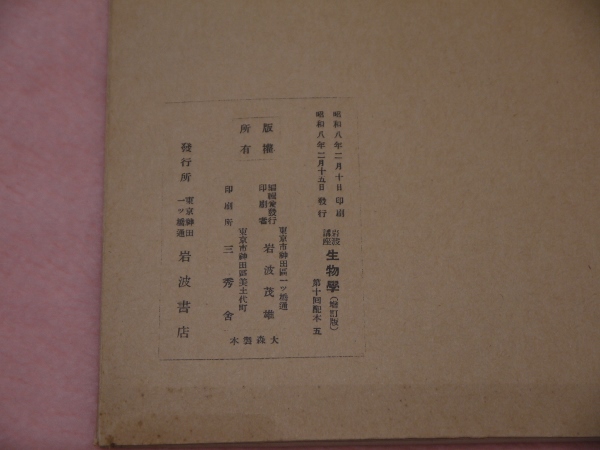 昭和八年二月十日 印刷
昭和八年二月十五日 發行
岩波
講座
生物學（增訂版）
第十回配本 五
版權
所有
編輯兼發行
印刷者
東京市神田區一ッ橋通
岩波茂雄
印刷所
東京市神田區美土代町
三秀舍
大森製本
發行所
東京神田
一ッ橋通
岩波書店